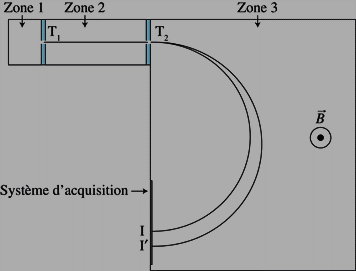 Zone 1
Zone 2
Zone 3
T₁
T₂
B⃗
Système d'acquisition
I
I′